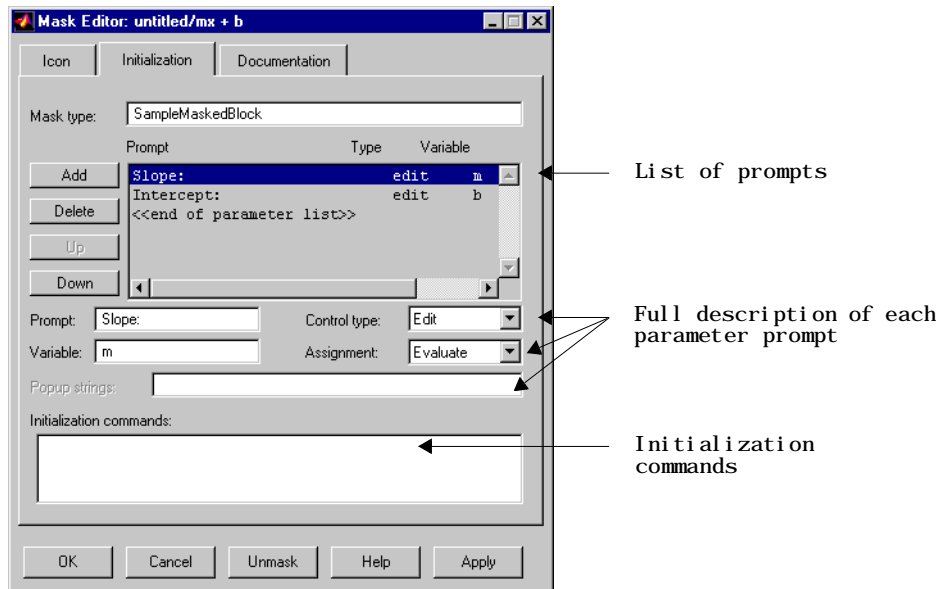 Mask Editor: untitled/mx + b
Icon Initialization Documentation
Mask type: SampleMaskedBlock
Prompt Type Variable
Add
Delete
Up
Down
Slope: edit m
Intercept: edit b
<<end of parameter list>>
List of prompts
Prompt: Slope: Control type: Edit
Variable: m Assignment: Evaluate
Popup strings:
Full description of each
parameter prompt
Initialization commands:
Initialization
commands
OK Cancel Unmask Help Apply